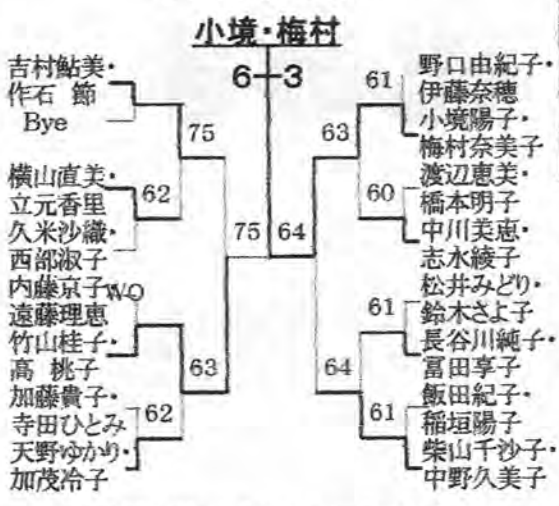 小境・梅村
6 3
吉村鮎美・
作石 節
Bye
75
横山直美・
立元香里
62
久米沙織・
西部淑子
75
内藤京子・
WO
遠藤理恵
竹山桂子・
高 桃子
63
加藤貴子・
寺田ひとみ
62
天野ゆかり・
加茂冷子
野口由紀子・
61
伊藤奈穂
小境陽子・
63
梅村奈美子
渡辺恵美・
60
橋本明子
中川美恵・
志水綾子
64
松井みどり・
61
鈴木さよ子
長谷川純子・
富田享子
64
飯田紀子・
61
稲垣陽子
柴山千沙子・
中野久美子